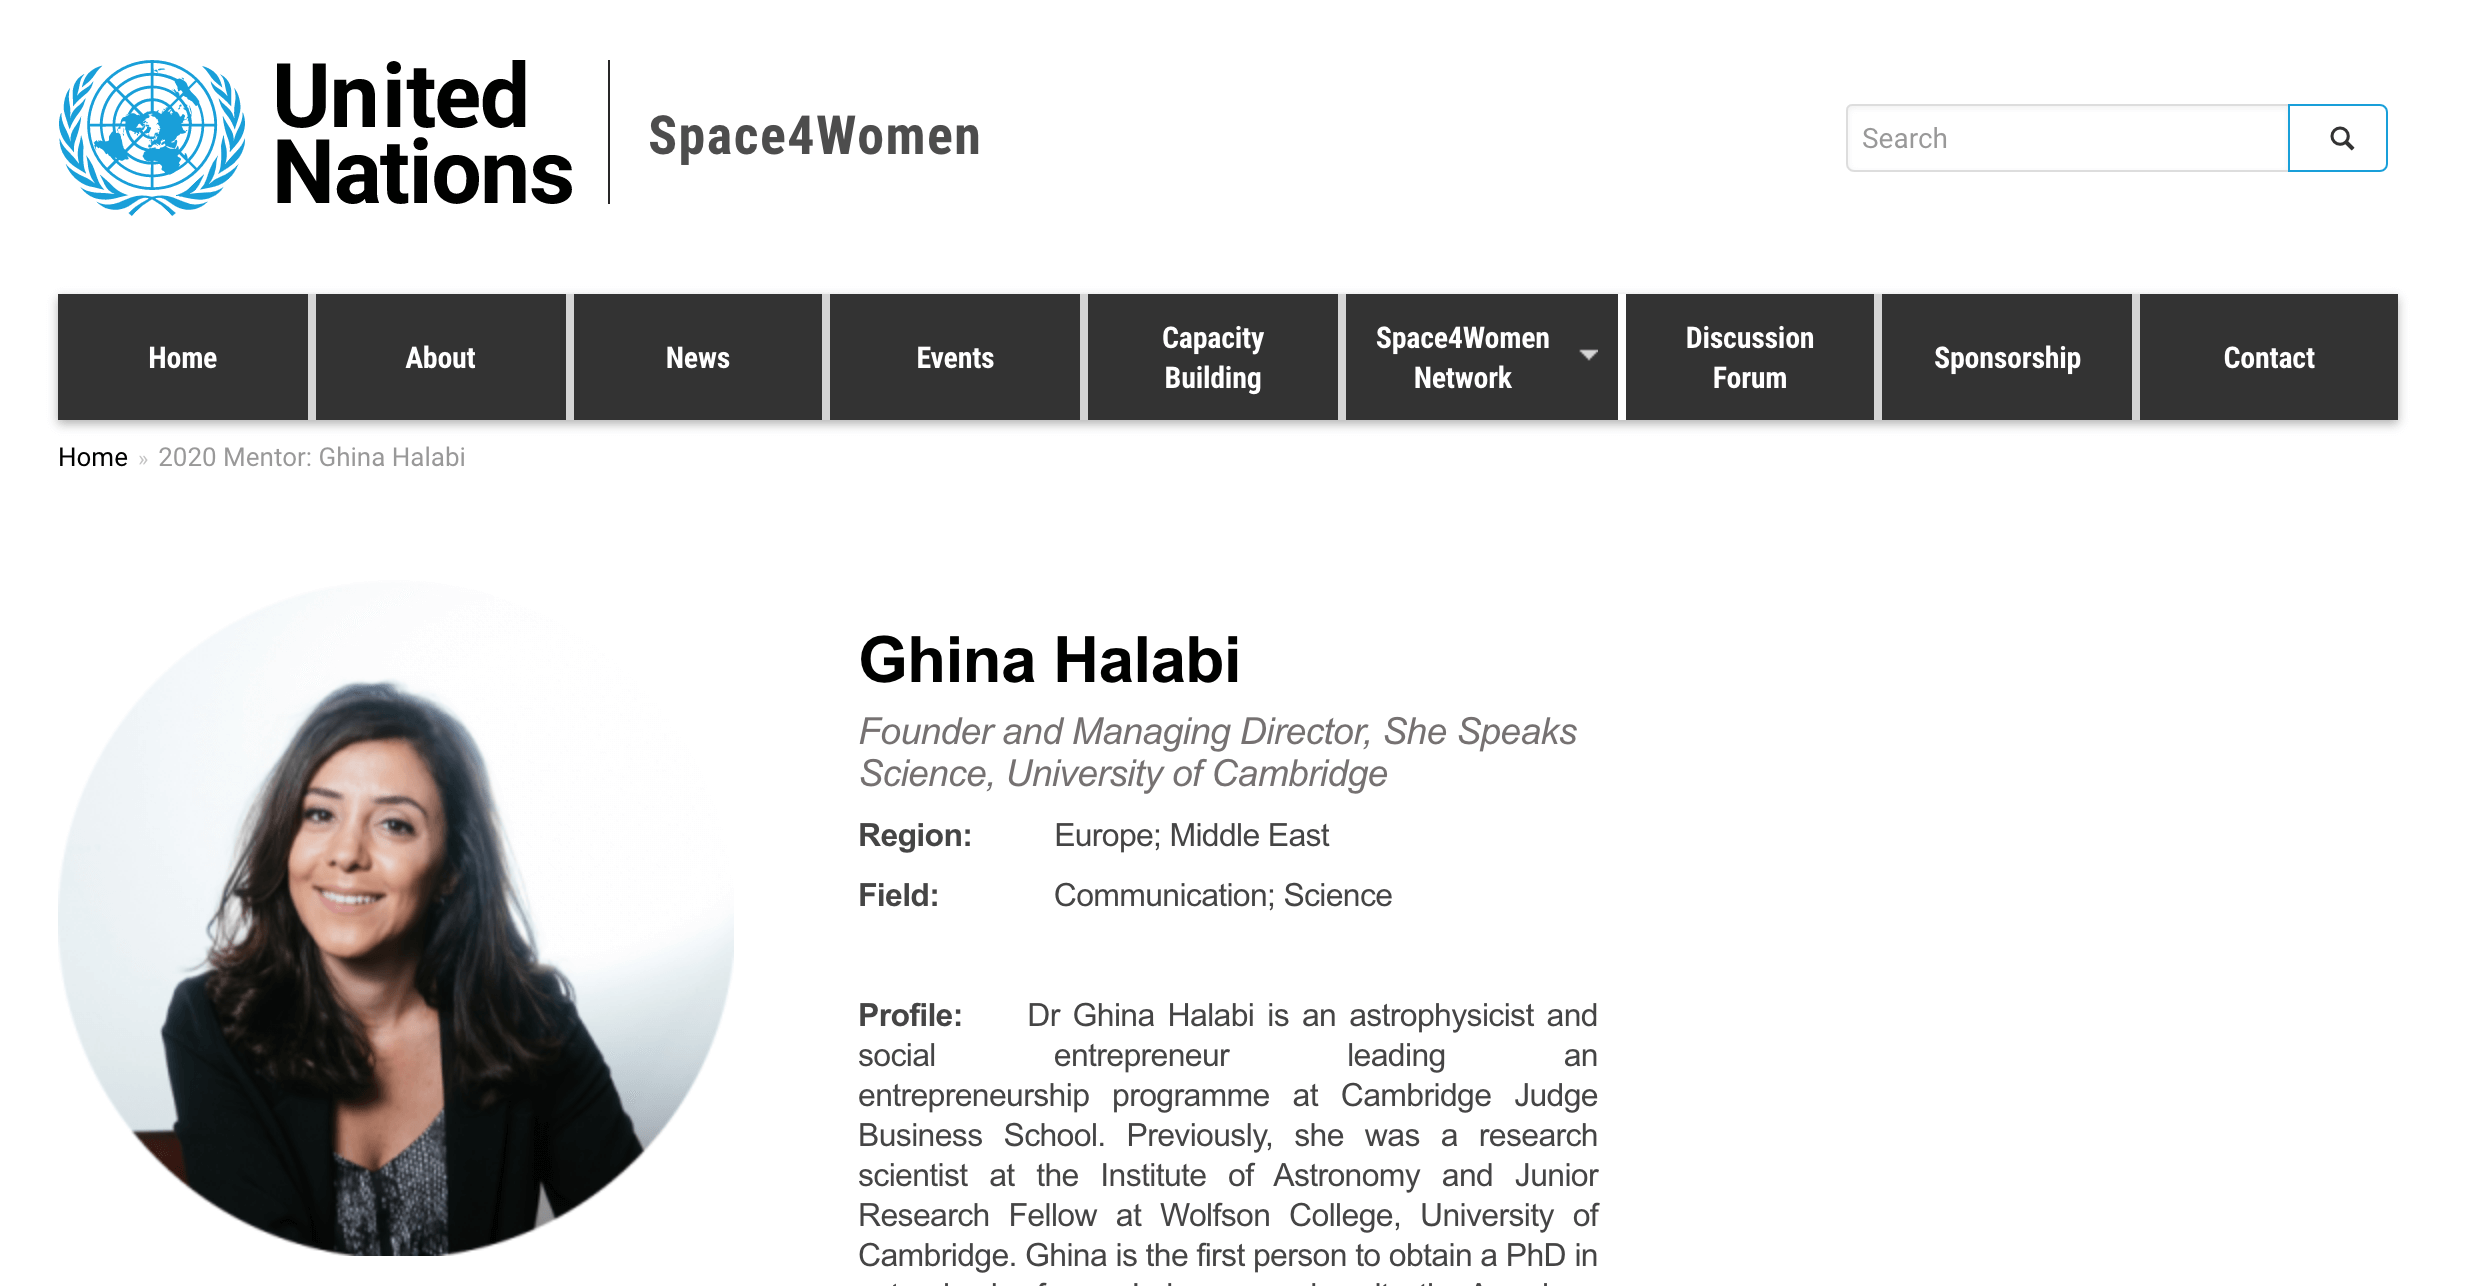 United
Nations
Space4Women
Search
Home
About
News
Events
Capacity
Building
Space4Women
Network
Discussion
Forum
Sponsorship
Contact
Home » 2020 Mentor: Ghina Halabi
Ghina Halabi
Founder and Managing Director, She Speaks
Science, University of Cambridge
Region: Europe; Middle East
Field: Communication; Science
Profile: Dr Ghina Halabi is an astrophysicist and
social entrepreneur leading an
entrepreneurship programme at Cambridge Judge
Business School. Previously, she was a research
scientist at the Institute of Astronomy and Junior
Research Fellow at Wolfson College, University of
Cambridge. Ghina is the first person to obtain a PhD in